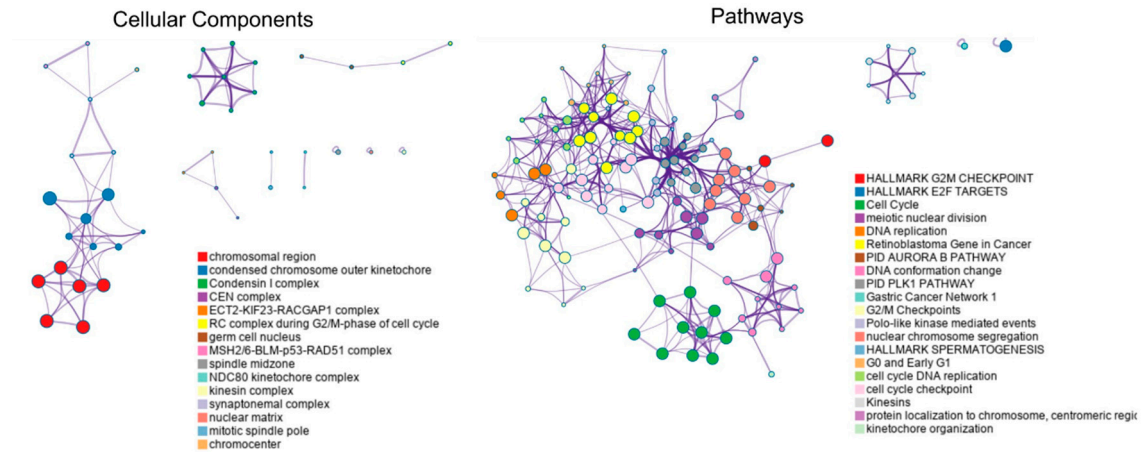 Cellular Components
chromosomal region
condensed chromosome outer kinetochore
Condensin I complex
CEN complex
ECT2-KIF23-RACGAP1 complex
RC complex during G2/M-phase of cell cycle
germ cell nucleus
MSH2/6-BLM-p53-RAD51 complex
spindle midzone
NDC80 kinetochore complex
kinesin complex
synaptonemal complex
nuclear matrix
mitotic spindle pole
chromocenter
Pathways
HALLMARK G2M CHECKPOINT
HALLMARK E2F TARGETS
Cell Cycle
meiotic nuclear division
DNA replication
Retinoblastoma Gene in Cancer
PID AURORA B PATHWAY
DNA conformation change
PID PLK1 PATHWAY
Gastric Cancer Network 1
G2/M Checkpoints
Polo-like kinase mediated events
nuclear chromosome segregation
HALLMARK SPERMATOGENESIS
G0 and Early G1
cell cycle DNA replication
cell cycle checkpoint
Kinesins
protein localization to chromosome, centromeric regic
kinetochore organization